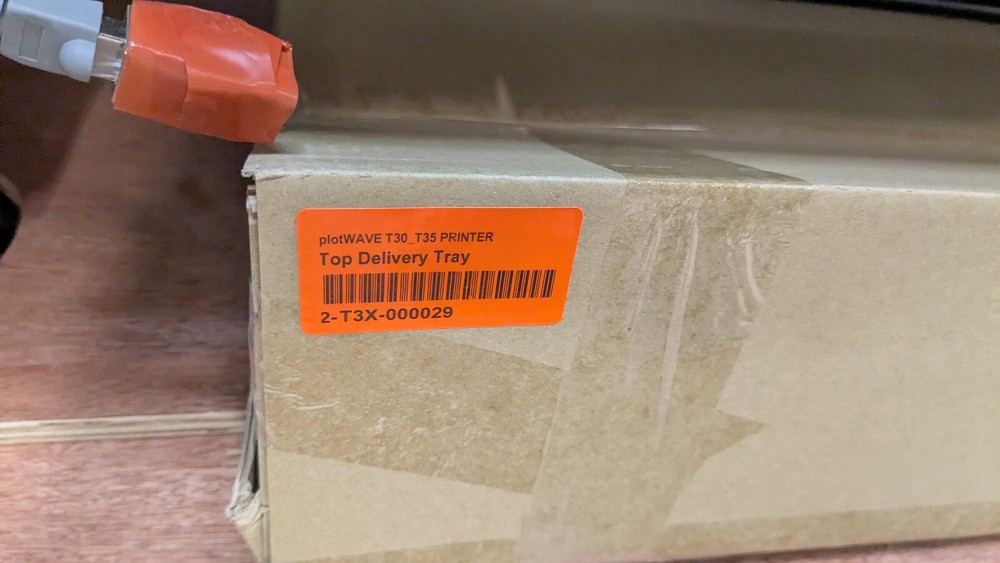 plotWAVE T30_T35 PRINTER
Top Delivery Tray
2-T3X-000029